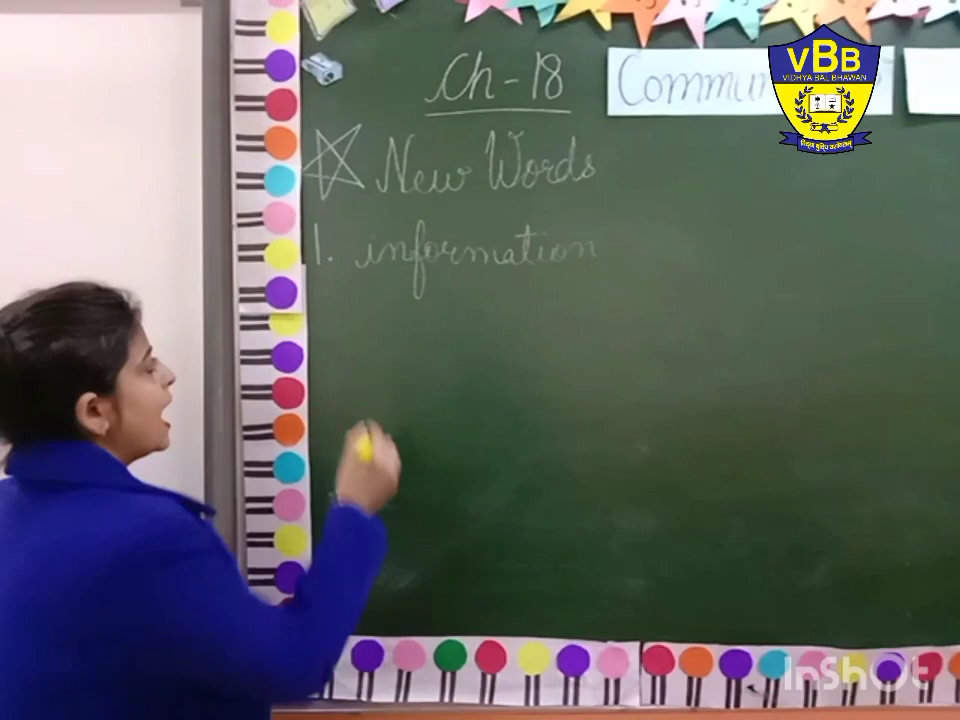 Ch-18
Commun
VBB
VIDHYA BAL BHAWAN
New Words
1. information
InShot